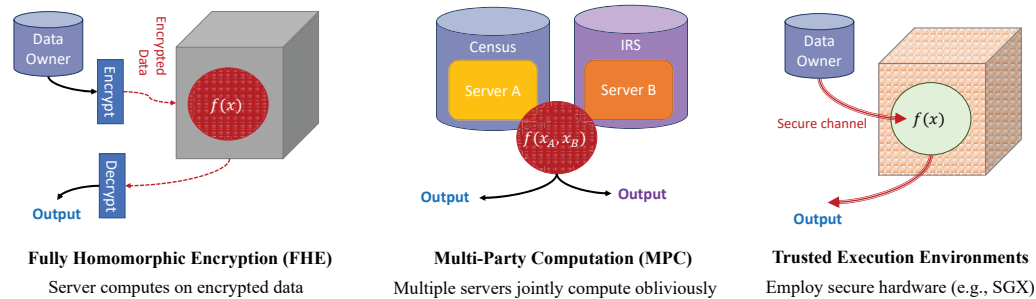 Data
Owner
Encrypt
Encrypted
Data
f(x)
Decrypt
Output
Fully Homomorphic Encryption (FHE)
Server computes on encrypted data
Census
IRS
Server A
Server B
f(x_A, x_B)
Output
Output
Multi-Party Computation (MPC)
Multiple servers jointly compute obliviously
Data
Owner
Secure channel
f(x)
Output
Trusted Execution Environments
Employ secure hardware (e.g., SGX)